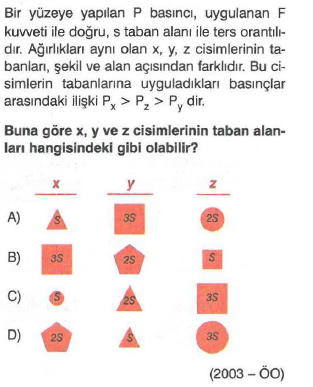 Bir yüzeye yapılan P basıncı, uygulanan F
kuvveti ile doğru, s taban alanı ile ters orantılı-
dır. Ağırlıkları aynı olan x, y, z cisimlerinin ta-
banları, şekil ve alan açısından farklıdır. Bu ci-
simlerin tabanlarına uyguladıkları basınçlar
arasındaki ilişki Px > Pz > Py dir.
Buna göre x, y ve z cisimlerinin taban alan-
ları hangisindeki gibi olabilir?
x y z
A) S 3S 2S
B) 3S 2S S
C) S 2S 3S
D) 2S S 3S
(2003 – ÖO)